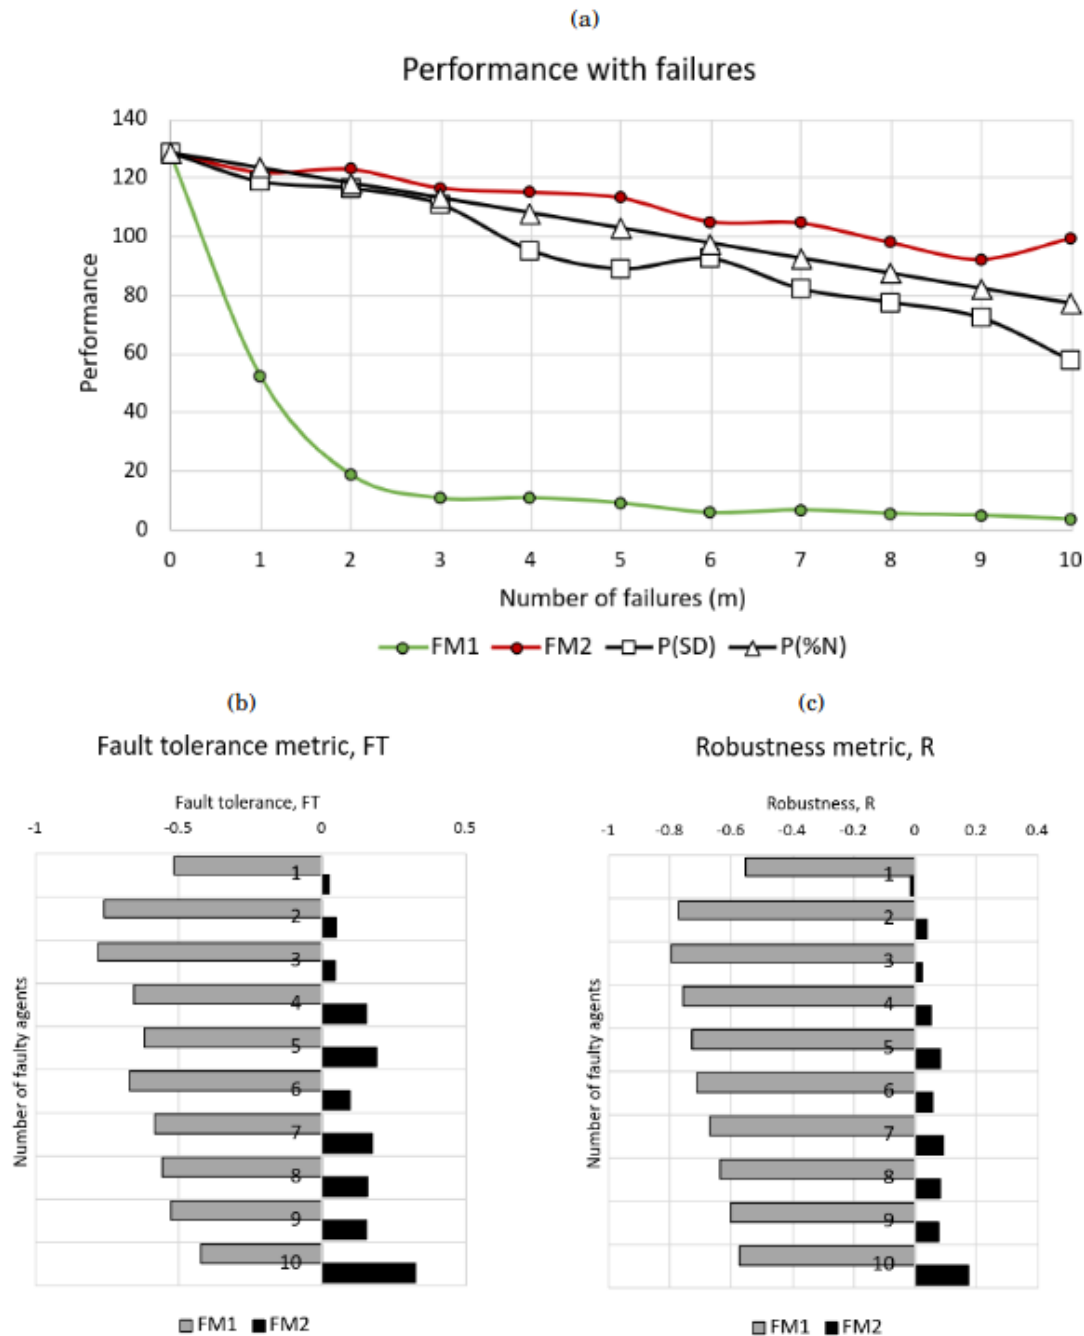 (a)
Performance with failures
140
120
100
80
60
40
20
0
Performance
0 1 2 3 4 5 6 7 8 9 10
Number of failures (m)
FM1 FM2 P(SD) P(%N)
(b)
Fault tolerance metric, FT
Fault tolerance, FT
-1 -0.5 0 0.5
Number of faulty agents
1
2
3
4
5
6
7
8
9
10
FM1 FM2
(c)
Robustness metric, R
Robustness, R
-1 -0.8 -0.6 -0.4 -0.2 0 0.2 0.4
Number of faulty agents
1
2
3
4
5
6
7
8
9
10
FM1 FM2